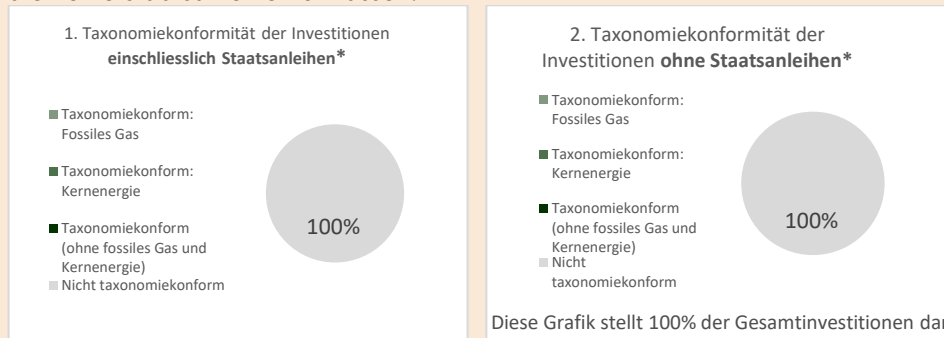 1. Taxonomiekonformität der Investitionen
einschliesslich Staatsanleihen*
Taxonomiekonform:
Fossiles Gas
Taxonomiekonform:
Kernenergie
Taxonomiekonform
(ohne fossiles Gas und
Kernenergie)
Nicht taxonomiekonform
100%
2. Taxonomiekonformität der
Investitionen ohne Staatsanleihen*
Taxonomiekonform:
Fossiles Gas
Taxonomiekonform:
Kernenergie
Taxonomiekonform
(ohne fossiles Gas und
Kernenergie)
Nicht
taxonomiekonform
100%
Diese Grafik stellt 100% der Gesamtinvestitionen dar